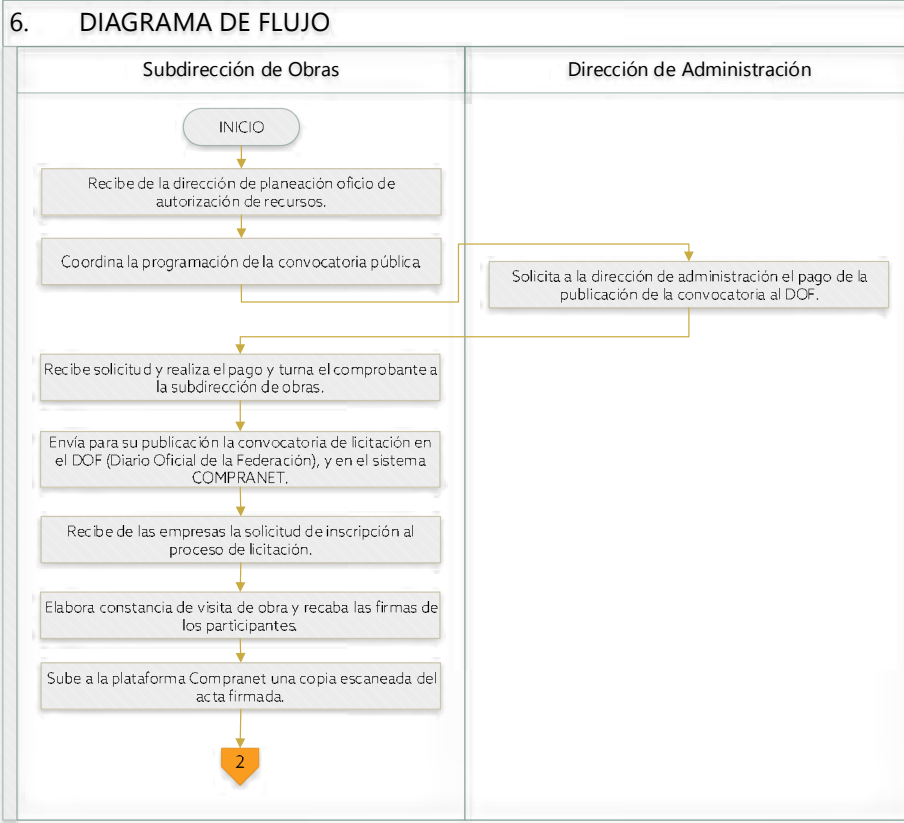 6. DIAGRAMA DE FLUJO
Subdirección de Obras
Dirección de Administración
INICIO
Recibe de la dirección de planeación oficio de
autorización de recursos.
Coordina la programación de la convocatoria pública
Solicita a la dirección de administración el pago de la
publicación de la convocatoria al DOF.
Recibe solicitud y realiza el pago y turna el comprobante a
la subdirección de obras.
Envía para su publicación la convocatoria de licitación en
el DOF (Diario Oficial de la Federación), y en el sistema
COMPRANET.
Recibe de las empresas la solicitud de inscripción al
proceso de licitación.
Elabora constancia de visita de obra y recaba las firmas de
los participantes.
Sube a la plataforma Compranet una copia escaneada del
acta firmada.
2